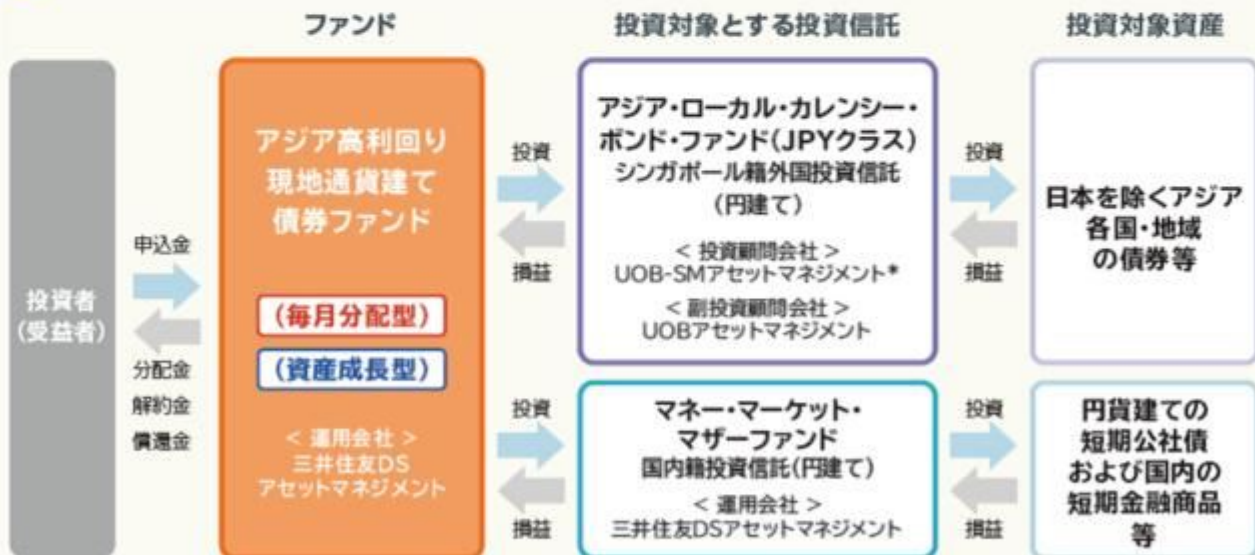 ファンド
投資対象とする投資信託
投資対象資産
投資者
(受益者)
申込金
分配金
解約金
償還金
アジア高利回り
現地通貨建て
債券ファンド
(毎月分配型)
(資産成長型)
< 運用会社 >
三井住友DS
アセットマネジメント
投資
損益
アジア・ローカル・カレンシー・
ボンド・ファンド(JPYクラス)
シンガポール籍外国投資信託
(円建て)
< 投資顧問会社 >
UOB-SMアセットマネジメント*
< 副投資顧問会社 >
UOBアセットマネジメント
投資
損益
日本を除くアジア
各国・地域
の債券等
投資
損益
マネー・マーケット・
マザーファンド
国内籍投資信託(円建て)
< 運用会社 >
三井住友DSアセットマネジメント
投資
損益
円貨建ての
短期公社債
および国内の
短期金融商品
等